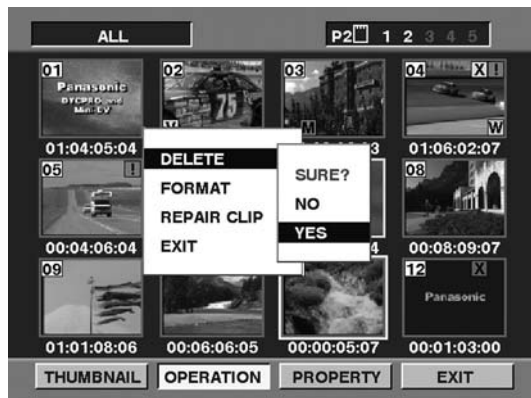 ALL
P2 1 2 3 4 5
01
Panasonic
DVCPRO and
Mini-DV
01:04:05:04
02
75
V
03
M
3
04 X !
W
01:06:02:07
05 !
00:04:06:04
DELETE
FORMAT
REPAIR CLIP
EXIT
SURE?
NO
YES
4
08
00:08:09:07
09
01:01:08:06
00:06:06:05
00:00:05:07
12 X
Panasonic
00:01:03:00
THUMBNAIL OPERATION PROPERTY EXIT